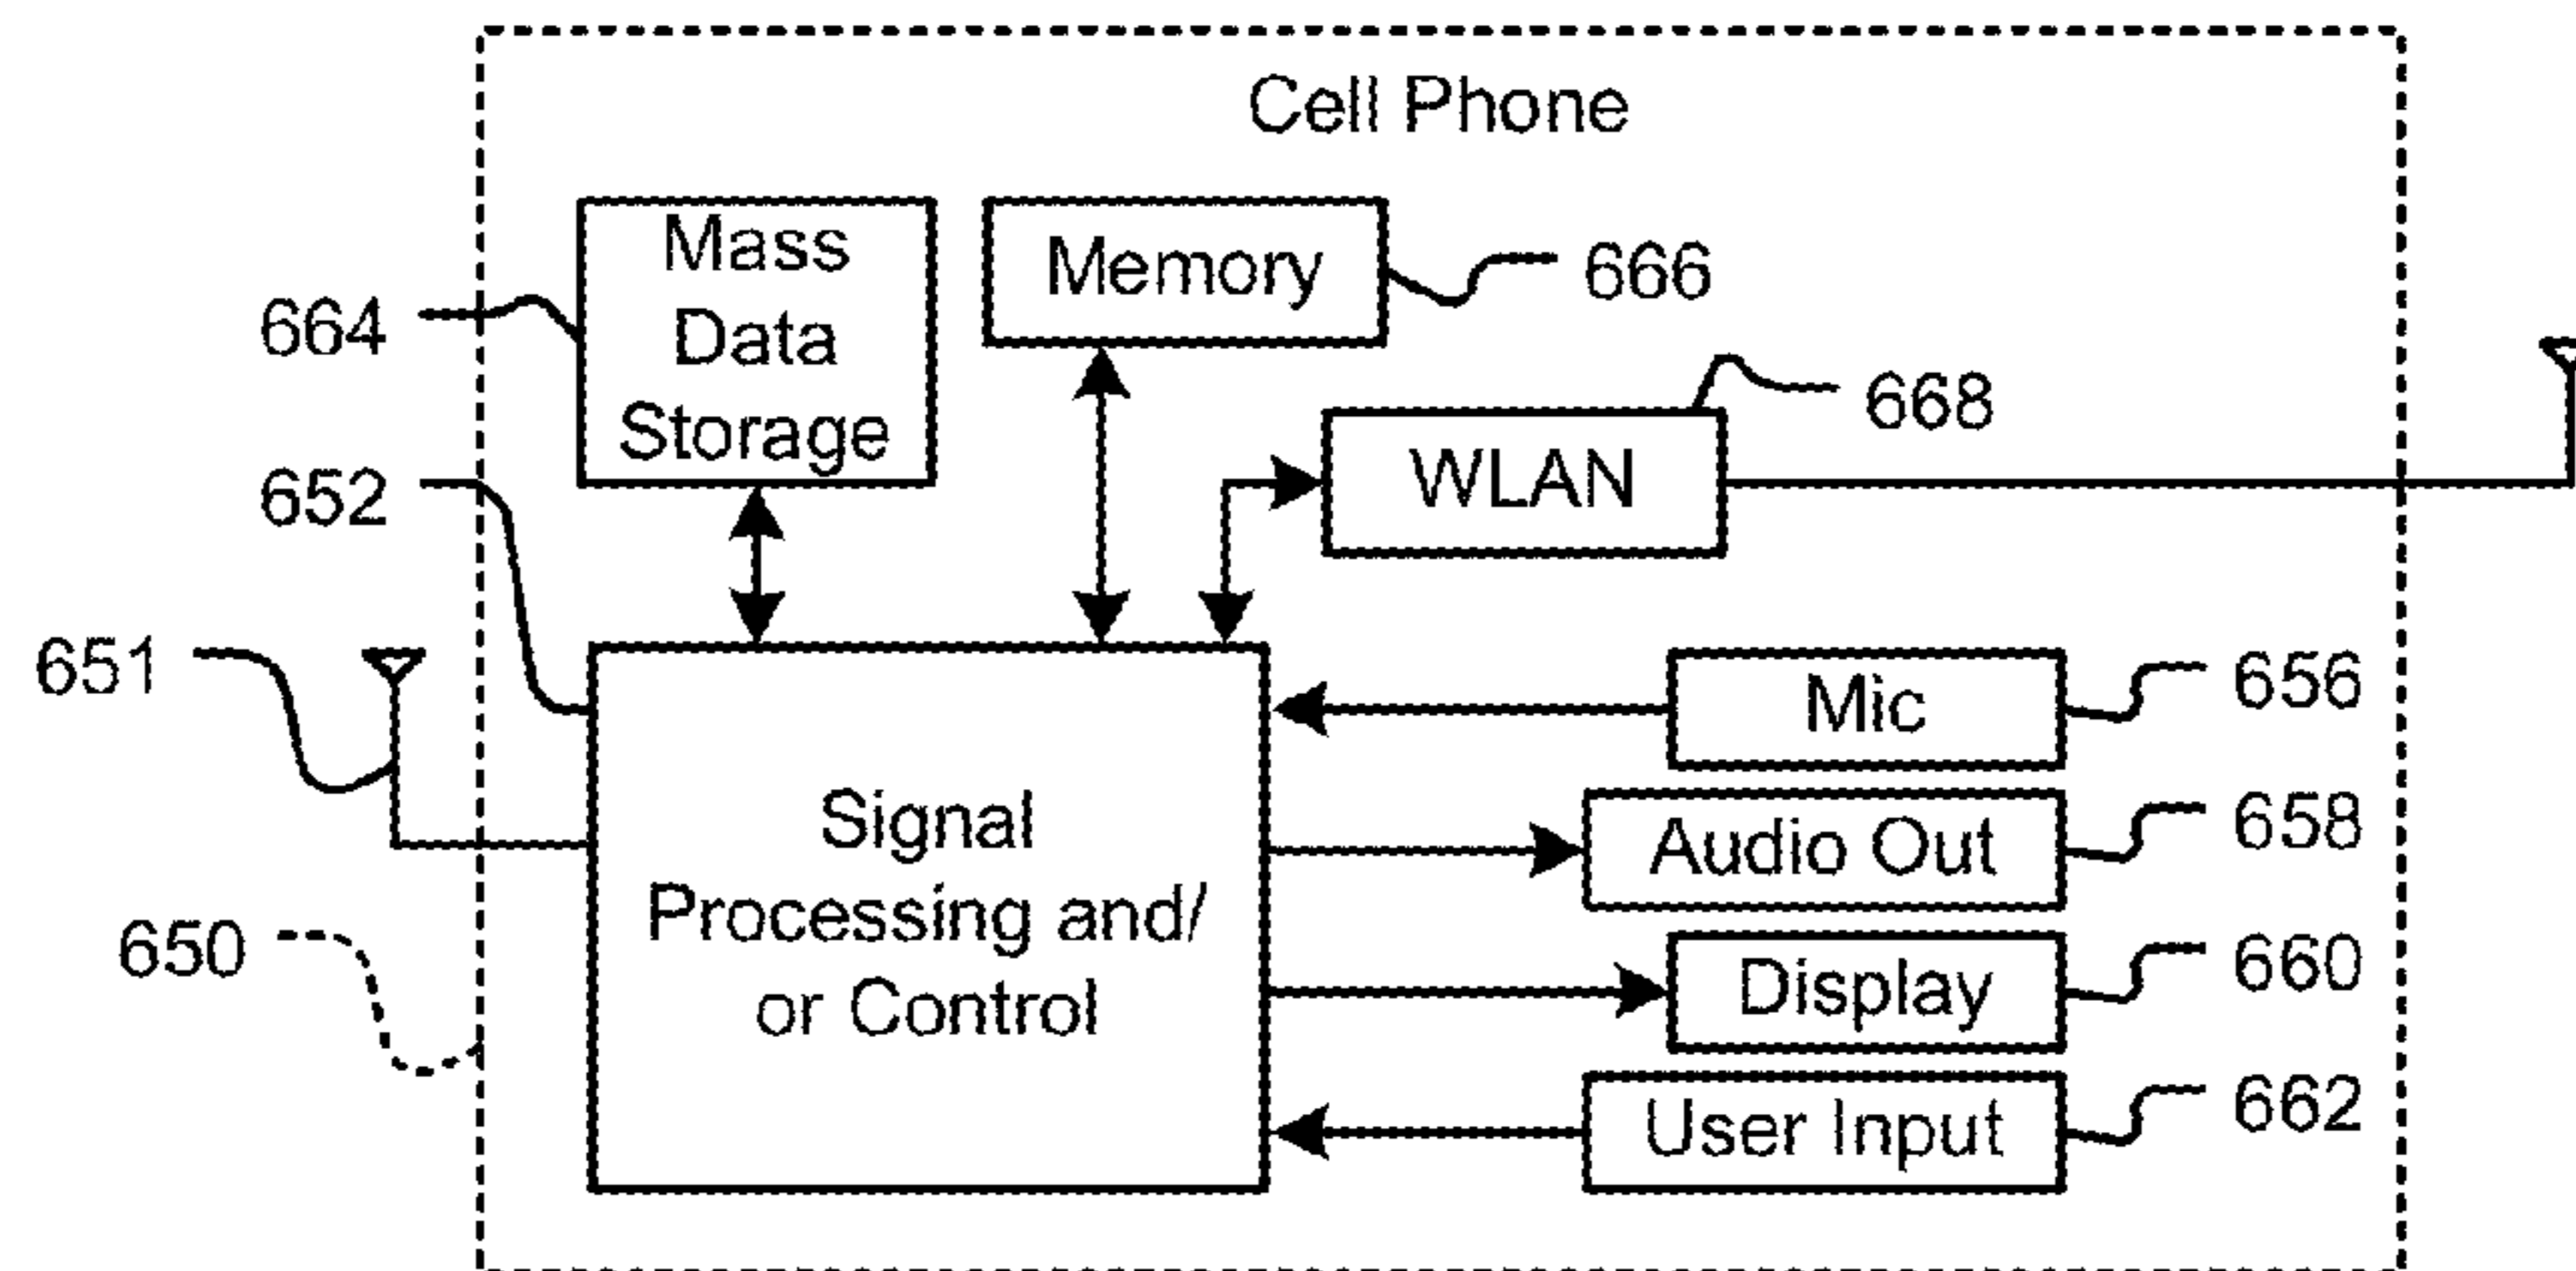 Cell Phone
Mass
Data
Storage
Memory
666
664
668
WLAN
652
651
Mic
656
Signal
Processing and/
or Control
Audio Out
658
650
Display
660
User Input
662